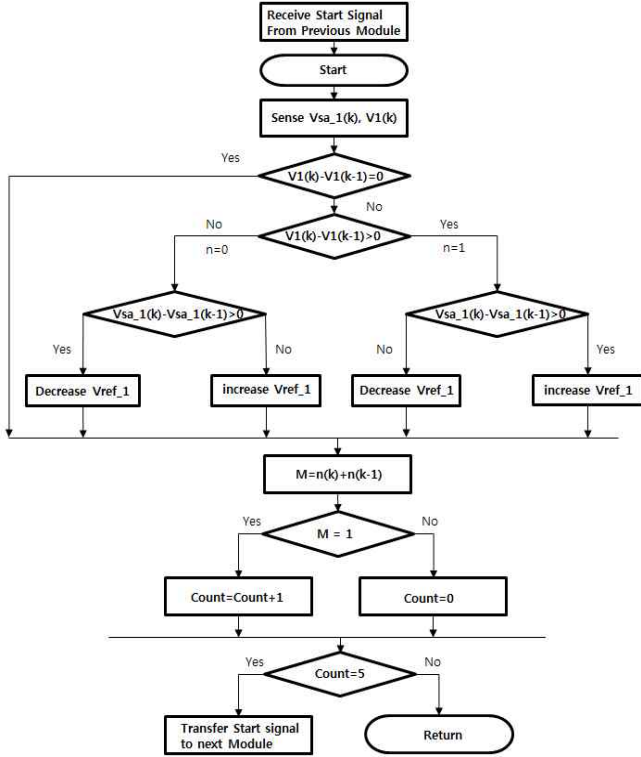 Receive Start Signal
From Previous Module
Start
Sense Vsa_1(k), V1(k)
Yes
V1(k)-V1(k-1)=0
No
No
V1(k)-V1(k-1)>0
Yes
n=0
n=1
Vsa_1(k)-Vsa_1(k-1)>0
Vsa_1(k)-Vsa_1(k-1)>0
Yes
No
No
Yes
Decrease Vref_1
increase Vref_1
Decrease Vref_1
increase Vref_1
M=n(k)+n(k-1)
Yes
No
M = 1
Count=Count+1
Count=0
Yes
No
Count=5
Transfer Start signal
to next Module
Return